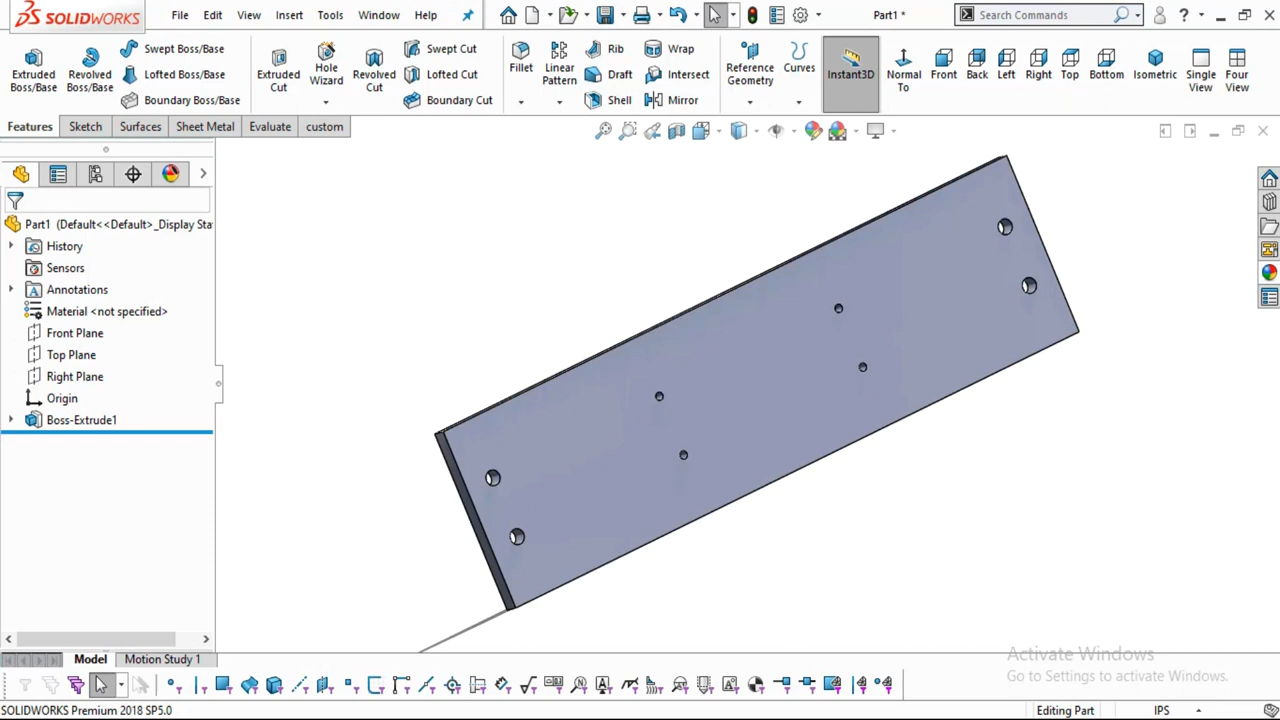 SOLIDWORKS
File Edit View Insert Tools Window Help
Part1 *
Search Commands
Extruded Boss/Base
Revolved Boss/Base
Swept Boss/Base
Lofted Boss/Base
Boundary Boss/Base
Extruded Cut
Hole Wizard
Revolved Cut
Swept Cut
Lofted Cut
Boundary Cut
Fillet
Linear Pattern
Rib
Draft
Shell
Wrap
Intersect
Mirror
Reference Geometry
Curves
Instant3D
Normal To
Front
Back
Left
Right
Top
Bottom
Isometric
Single View
Four View
Features Sketch Surfaces Sheet Metal Evaluate custom
Part1 (Default<<Default>_Display Sta
History
Sensors
Annotations
Material <not specified>
Front Plane
Top Plane
Right Plane
Origin
Boss-Extrude1
Model Motion Study 1
Activate Windows
Go to Settings to activate Windows.
SOLIDWORKS Premium 2018 SP5.0
Editing Part
IPS